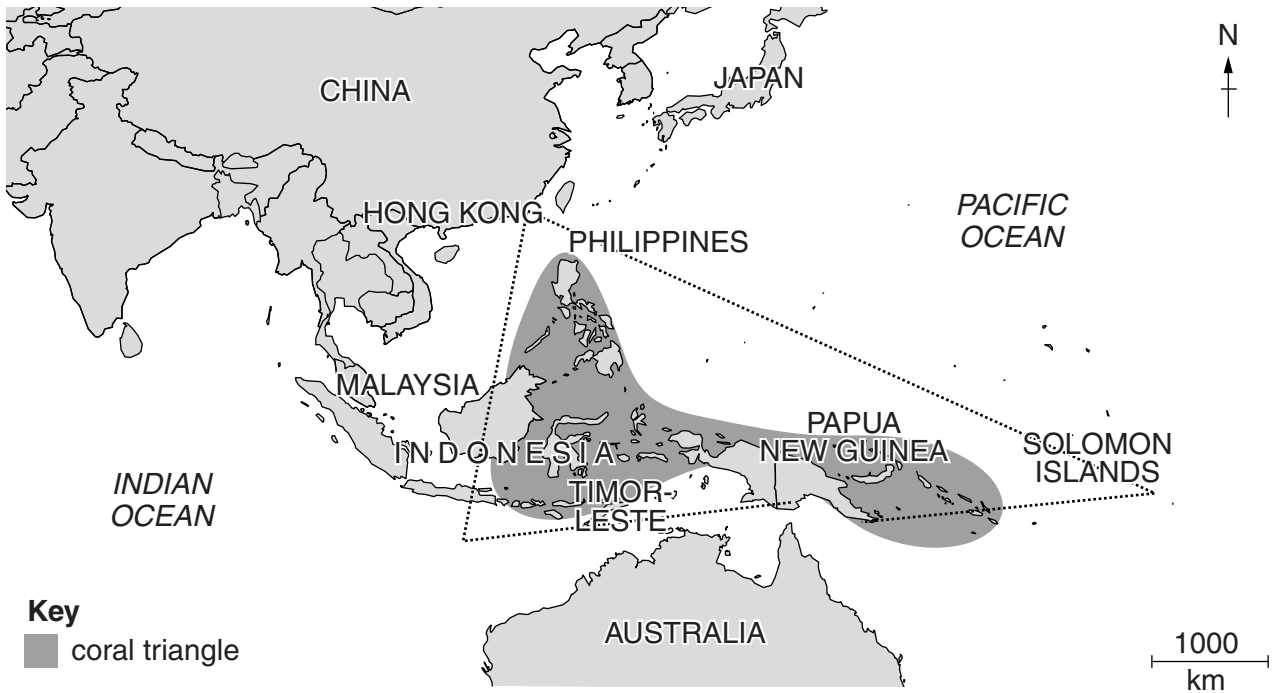 N
JAPAN
CHINA
PACIFIC
OCEAN
HONG KONG
PHILIPPINES
MALAYSIA
PAPUA
NEW GUINEA
SOLOMON
ISLANDS
INDONESIA
INDIAN
OCEAN
TIMOR-
LESTE
Key
coral triangle
AUSTRALIA
1000
km